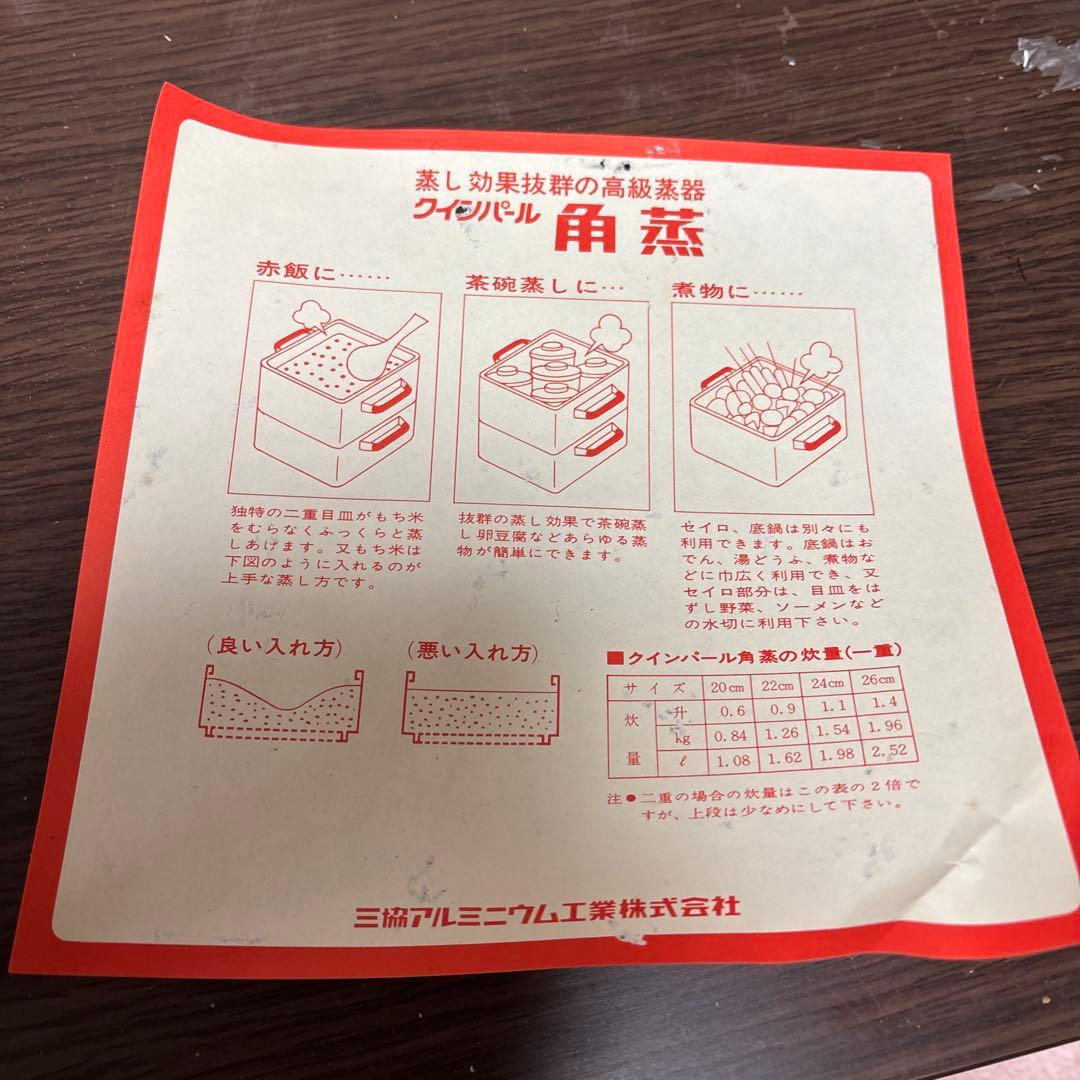 蒸し効果抜群の高級蒸器
クインパール 角蒸
赤飯に……
茶碗蒸しに…
煮物に……
独特の二重目皿がもち米
をむらなくふっくらと蒸
しあげます。又もち米は
下図のように入れるのが
上手な蒸し方です。
抜群の蒸し効果で茶碗蒸
し卵豆腐などあらゆる蒸
物が簡単にできます。
セイロ、底鍋は別々にも
利用できます。底鍋はお
でん、湯どうふ、煮物な
どに巾広く利用でき、又
セイロ部分は、目皿をは
ずし野菜、ソーメンなど
の水切に利用下さい。
(良い入れ方)
(悪い入れ方)
■クインパール角蒸の炊量(一重)
サイズ 20cm 22cm 24cm 26cm
炊量 升 0.6 0.9 1.1 1.4
kg 0.84 1.26 1.54 1.96
ℓ 1.08 1.62 1.98 2.52
注●二重の場合の炊量はこの表の2倍で
すが、上段は少なめにして下さい。
三協アルミニウム工業株式会社